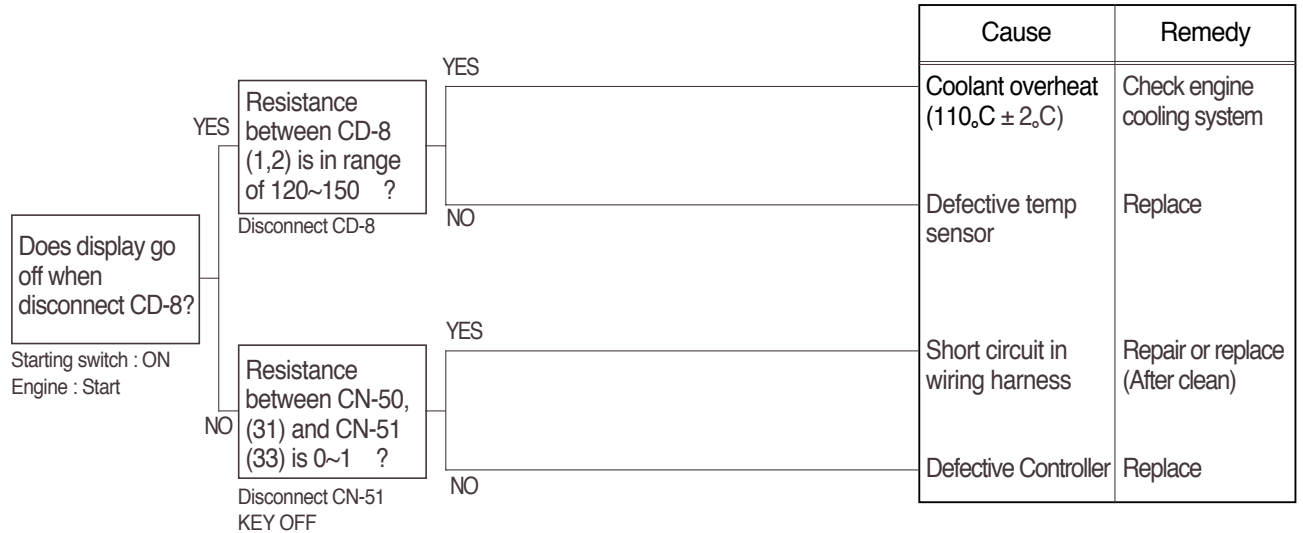 Does display go
off when
disconnect CD-8?
Starting switch : ON
Engine : Start
YES
Resistance
between CD-8
(1,2) is in range
of 120~150 ?
Disconnect CD-8
NO
Resistance
between CN-50,
(31) and CN-51
(33) is 0~1 ?
Disconnect CN-51
KEY OFF
YES
NO
YES
NO
Cause Remedy
Coolant overheat Check engine
(110｡C ± 2｡C) cooling system
Defective temp Replace
sensor
Short circuit in Repair or replace
wiring harness (After clean)
Defective Controller Replace